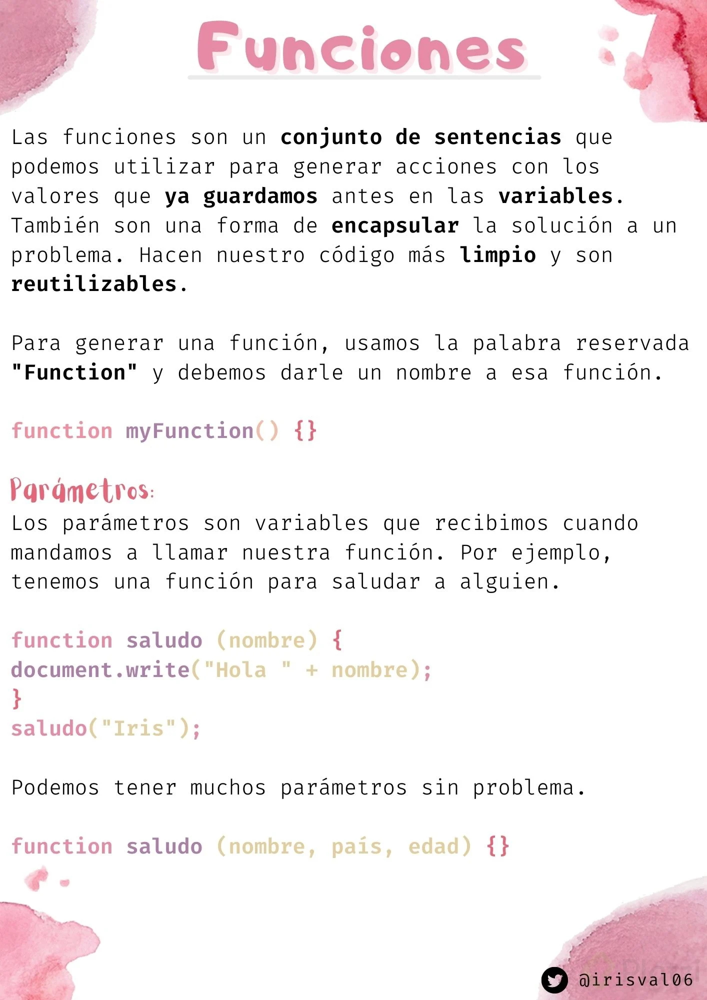 Funciones
Las funciones son un conjunto de sentencias que
podemos utilizar para generar acciones con los
valores que ya guardamos antes en las variables.
También son una forma de encapsular la solución a un
problema. Hacen nuestro código más limpio y son
reutilizables.
Para generar una función, usamos la palabra reservada
"Function" y debemos darle un nombre a esa función.
function myFunction() {}
Parámetros:
Los parámetros son variables que recibimos cuando
mandamos a llamar nuestra función. Por ejemplo,
tenemos una función para saludar a alguien.
function saludo (nombre) {
document.write("Hola " + nombre);
}
saludo("Iris");
Podemos tener muchos parámetros sin problema.
function saludo (nombre, país, edad) {}
@irisval06